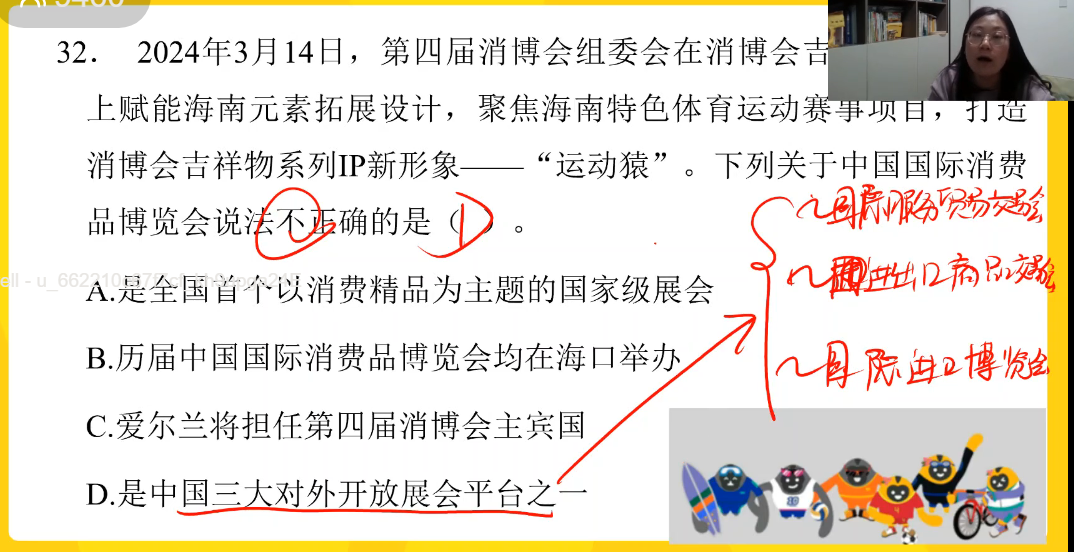 32. 2024年3月14日，第四届消博会组委会在消博会吉
上赋能海南元素拓展设计，聚焦海南特色体育运动赛事项目，打造
消博会吉祥物系列IP新形象——“运动猿”。下列关于中国国际消费
品博览会说法不正确的是（D）。
～国际服务贸易交易会
A.是全国首个以消费精品为主题的国家级展会
～国进出口商品交易会
B.历届中国国际消费品博览会均在海口举办
～国际进口博览会
C.爱尔兰将担任第四届消博会主宾国
D.是中国三大对外开放展会平台之一